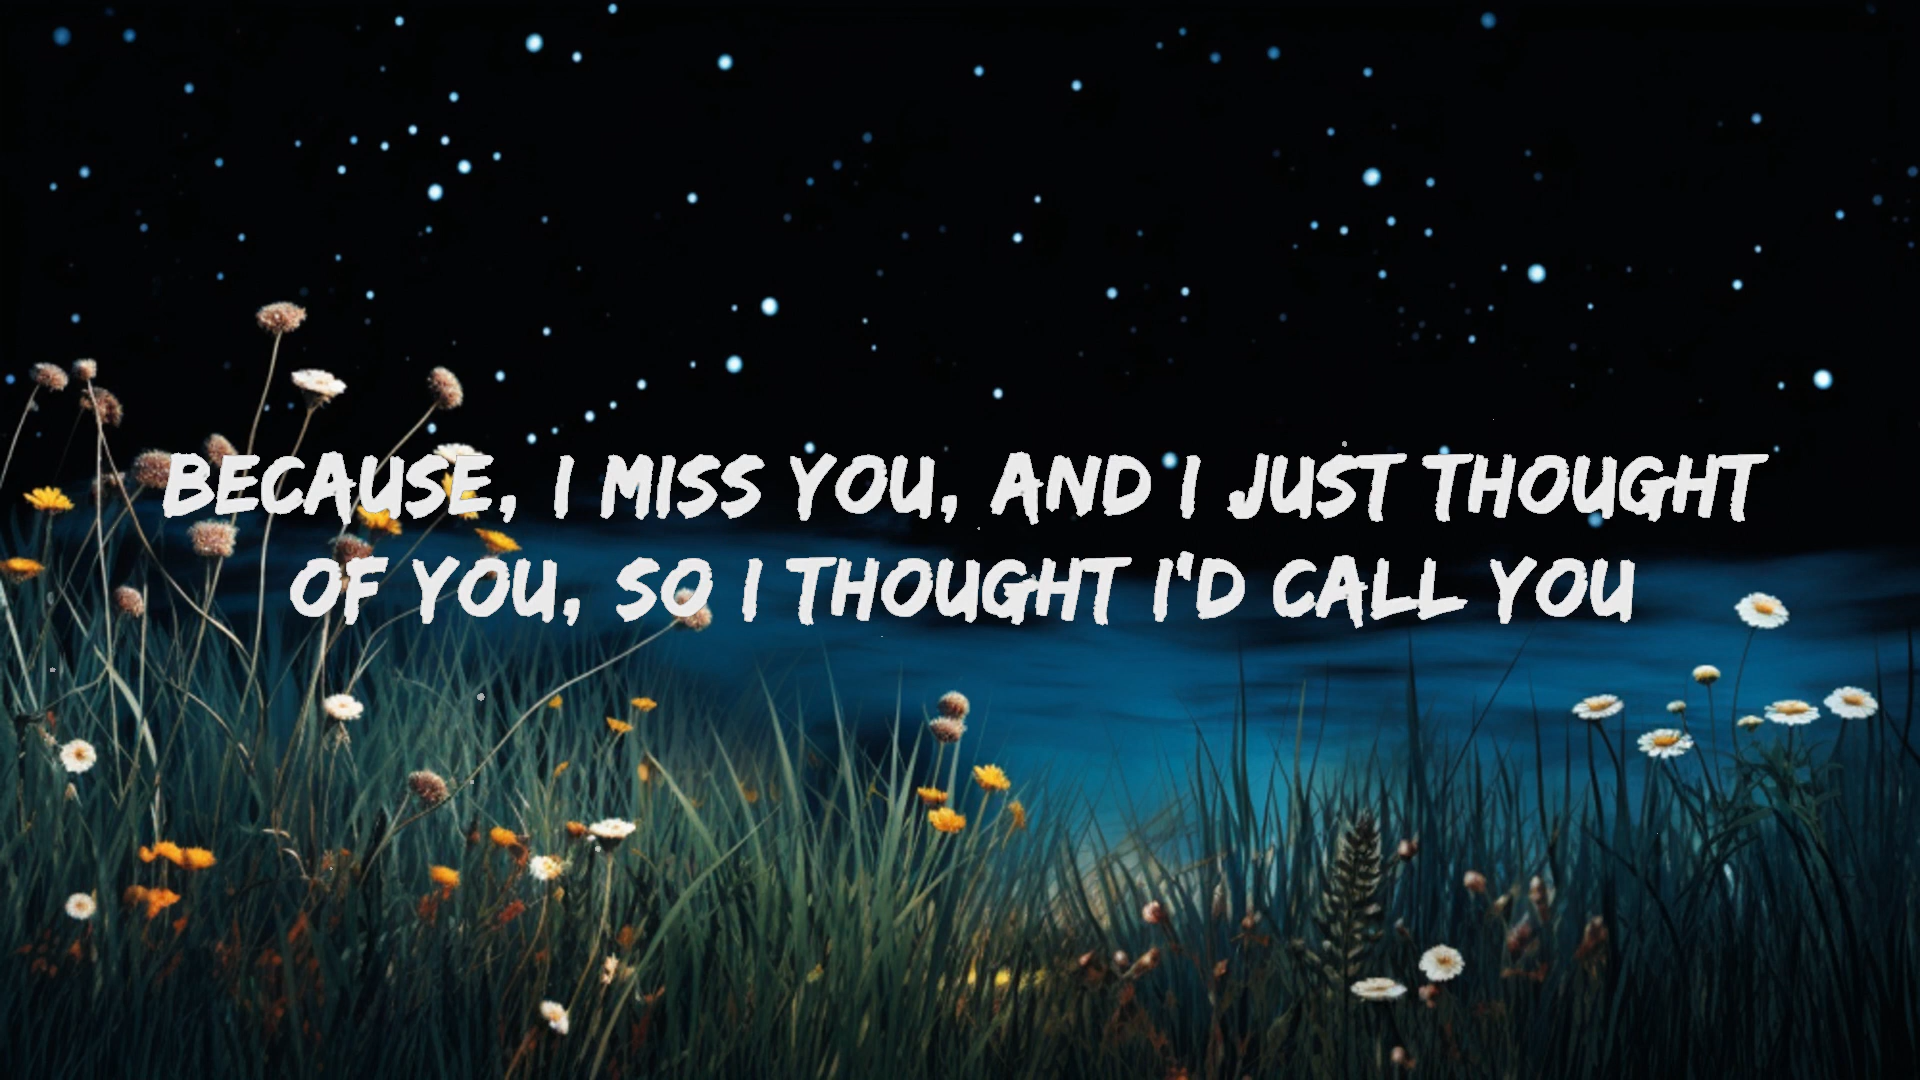 BECAUSE, I MISS YOU, AND I JUST THOUGHT
OF YOU, SO I THOUGHT I'D CALL YOU